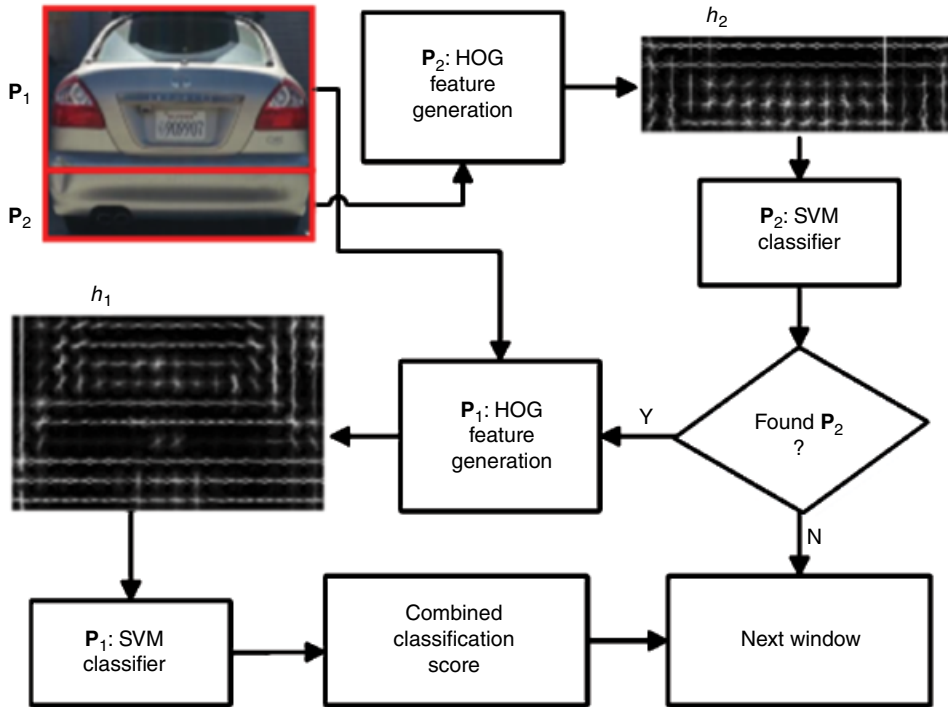 h2
P1
P2: HOG
feature
generation
P2
P2: SVM
classifier
h1
P1: HOG
feature
generation
Y
Found P2
?
N
P1: SVM
classifier
Combined
classification
score
Next window